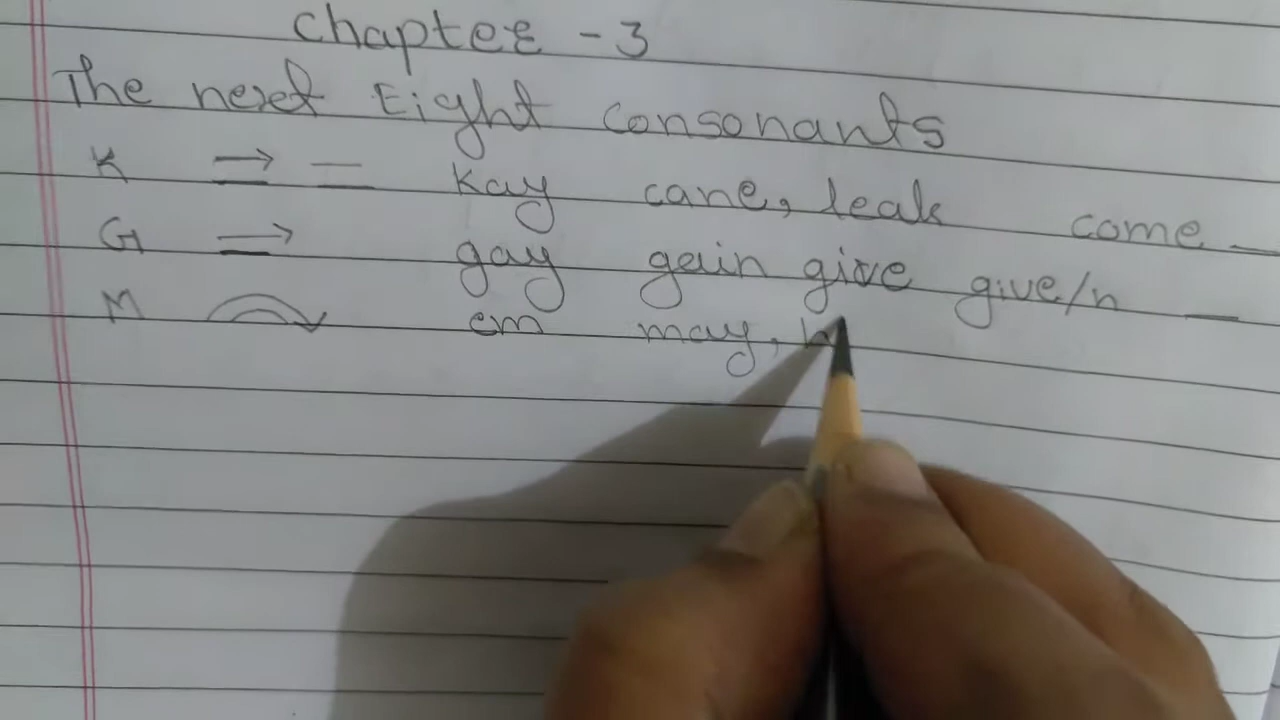 Chapter - 3
The next Eight consonants
K → — Kay cane, leak come —
G → gay gain give give/n —
M em may,